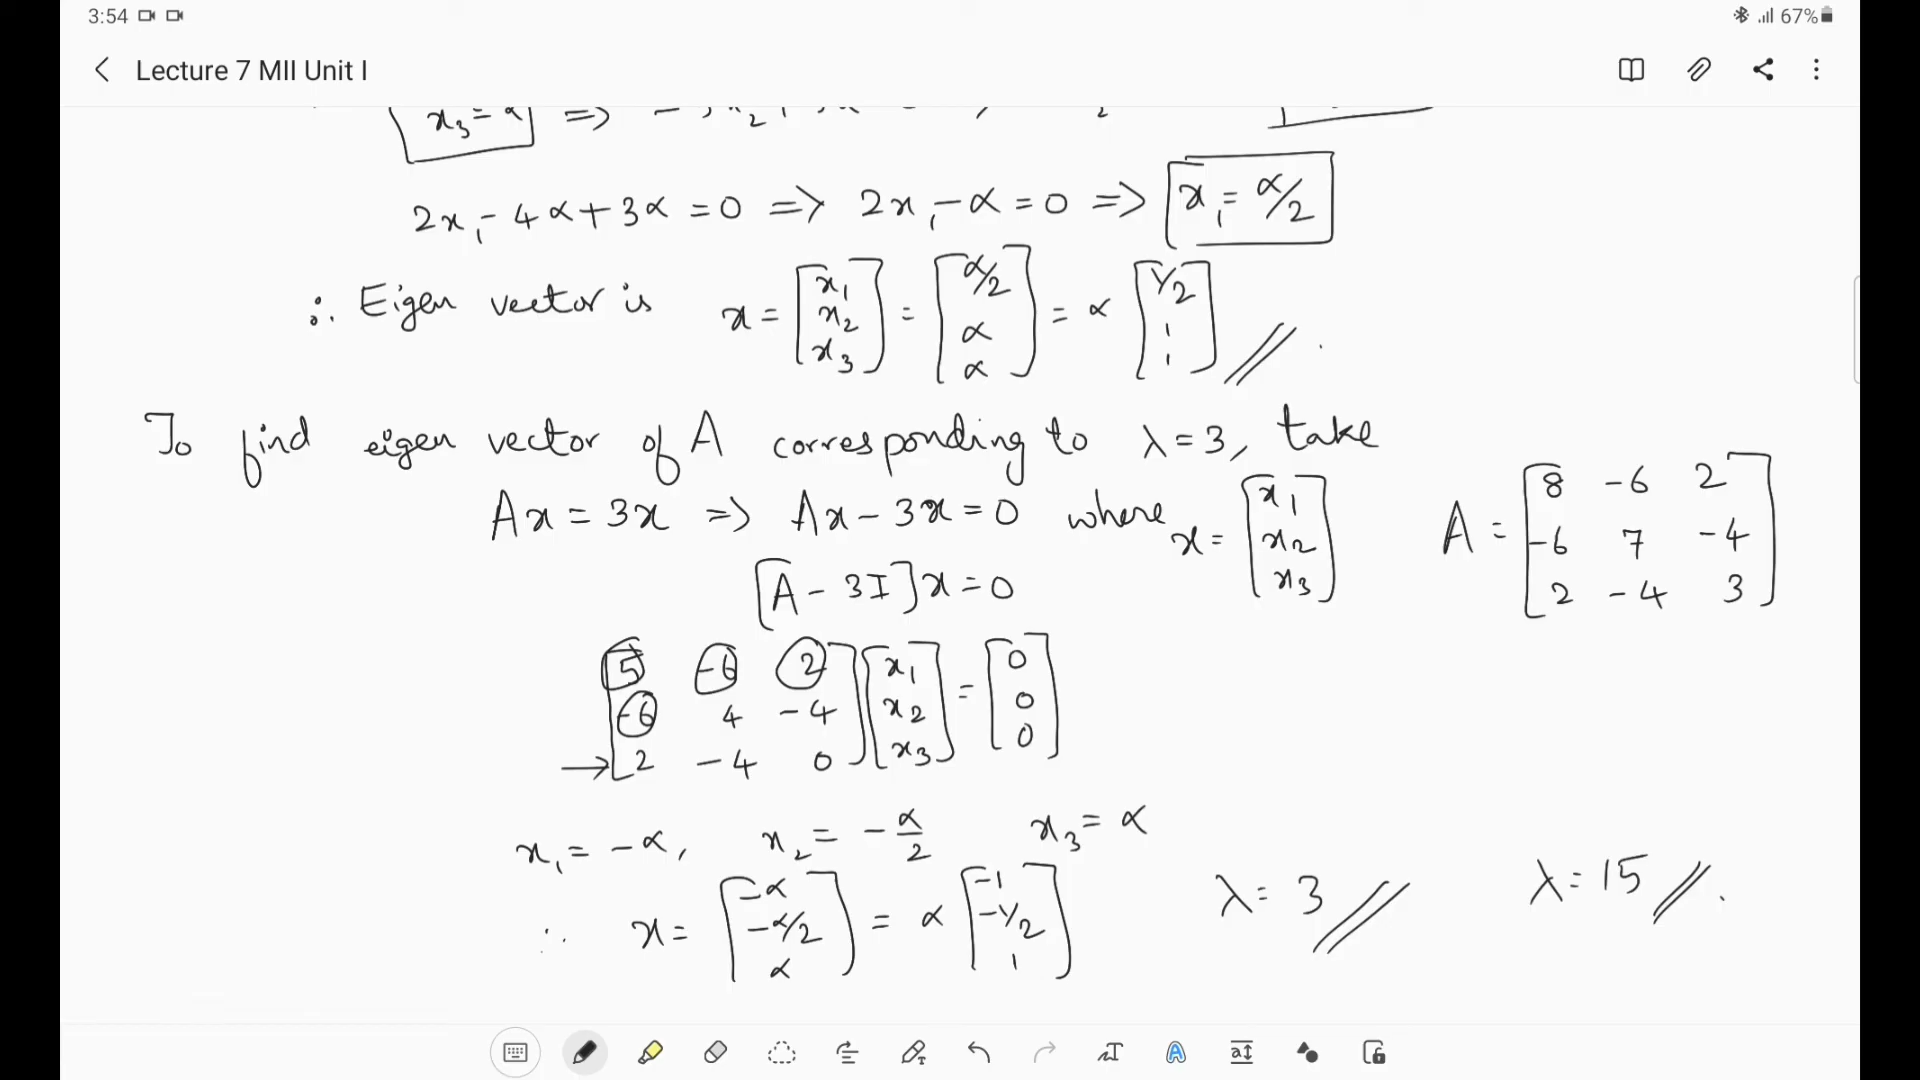 3:54
67%
Lecture 7 MII Unit I
x₃ = α ⇒
2x₁ - 4α + 3α = 0 ⇒ 2x₁ - α = 0 ⇒ x₁ = α/2
∴ Eigen vector is x = [x₁ x₂ x₃] = [α/2 α α] = α [1/2 1 1]
To find eigen vector of A corresponding to λ = 3, take
Ax = 3x ⇒ Ax - 3x = 0 where x = [x₁ x₂ x₃]
A = [8 -6 2
-6 7 -4
2 -4 3]
[A - 3I]x = 0
[5 -6 2
-6 4 -4
→ 2 -4 0] [x₁ x₂ x₃] = [0 0 0]
x₁ = -α, x₂ = -α/2 x₃ = α
∴ x = [-α -α/2 α] = α [-1 -1/2 1] λ = 3 λ = 15